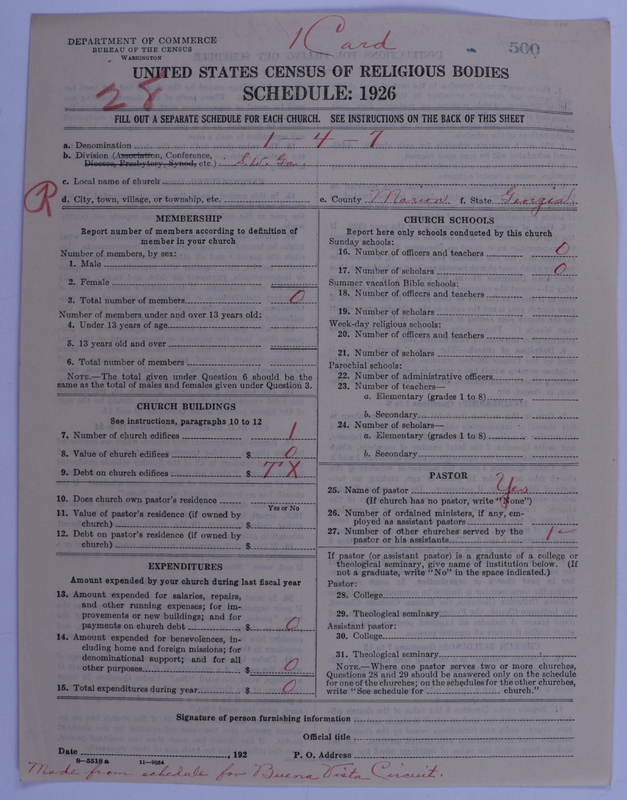 DEPARTMENT OF COMMERCE
BUREAU OF THE CENSUS
WASHINGTON
1 Card
500
28
UNITED STATES CENSUS OF RELIGIOUS BODIES
SCHEDULE: 1926
FILL OUT A SEPARATE SCHEDULE FOR EACH CHURCH. SEE INSTRUCTIONS ON THE BACK OF THIS SHEET
a. Denomination 1-4-7
b. Division (Association, Conference,
Diocese, Presbytery, Synod, etc.) S.W. Ga.
c. Local name of church
R
d. City, town, village, or township, etc. e. County Marion f. State Georgia
MEMBERSHIP
Report number of members according to definition of
member in your church
Number of members, by sex:
1. Male
2. Female
3. Total number of members 0
Number of members under and over 13 years old:
4. Under 13 years of age
5. 13 years old and over
6. Total number of members
NOTE.—The total given under Question 6 should be the
same as the total of males and females given under Question 3.
CHURCH BUILDINGS
See instructions, paragraphs 10 to 12
7. Number of church edifices 1
8. Value of church edifices $ 0
9. Debt on church edifices $ TX
10. Does church own pastor's residence
Yes or No
11. Value of pastor's residence (if owned by
church) $
12. Debt on pastor's residence (if owned by
church) $
EXPENDITURES
Amount expended by your church during last fiscal year
13. Amount expended for salaries, repairs,
and other running expenses; for im-
provements or new buildings; and for
payments on church debt $ 0
14. Amount expended for benevolences, in-
cluding home and foreign missions; for
denominational support; and for all
other purposes $ 0
15. Total expenditures during year $ 0
CHURCH SCHOOLS
Report here only schools conducted by this church
Sunday schools:
16. Number of officers and teachers 0
17. Number of scholars 0
Summer vacation Bible schools:
18. Number of officers and teachers
19. Number of scholars
Week-day religious schools:
20. Number of officers and teachers
21. Number of scholars
Parochial schools:
22. Number of administrative officers
23. Number of teachers—
a. Elementary (grades 1 to 8)
b. Secondary
24. Number of scholars—
a. Elementary (grades 1 to 8)
b. Secondary
PASTOR
25. Name of pastor Yes
(If church has no pastor, write "None")
26. Number of ordained ministers, if any, em-
ployed as assistant pastors
27. Number of other churches served by the
pastor or his assistants 1-
If pastor (or assistant pastor) is a graduate of a college or
theological seminary, give name of institution below. (If
not a graduate, write "No" in the space indicated.)
Pastor:
28. College
29. Theological seminary
Assistant pastor:
30. College
31. Theological seminary
NOTE.—Where one pastor serves two or more churches,
Questions 28 and 29 should be answered only on the schedule
for one of the churches; on the schedules for the other churches,
write "See schedule for church."
Signature of person furnishing information
Official title
Date , 192 P. O. Address
8—5518a 11—9024
Made from schedule for Buena Vista Circuit.